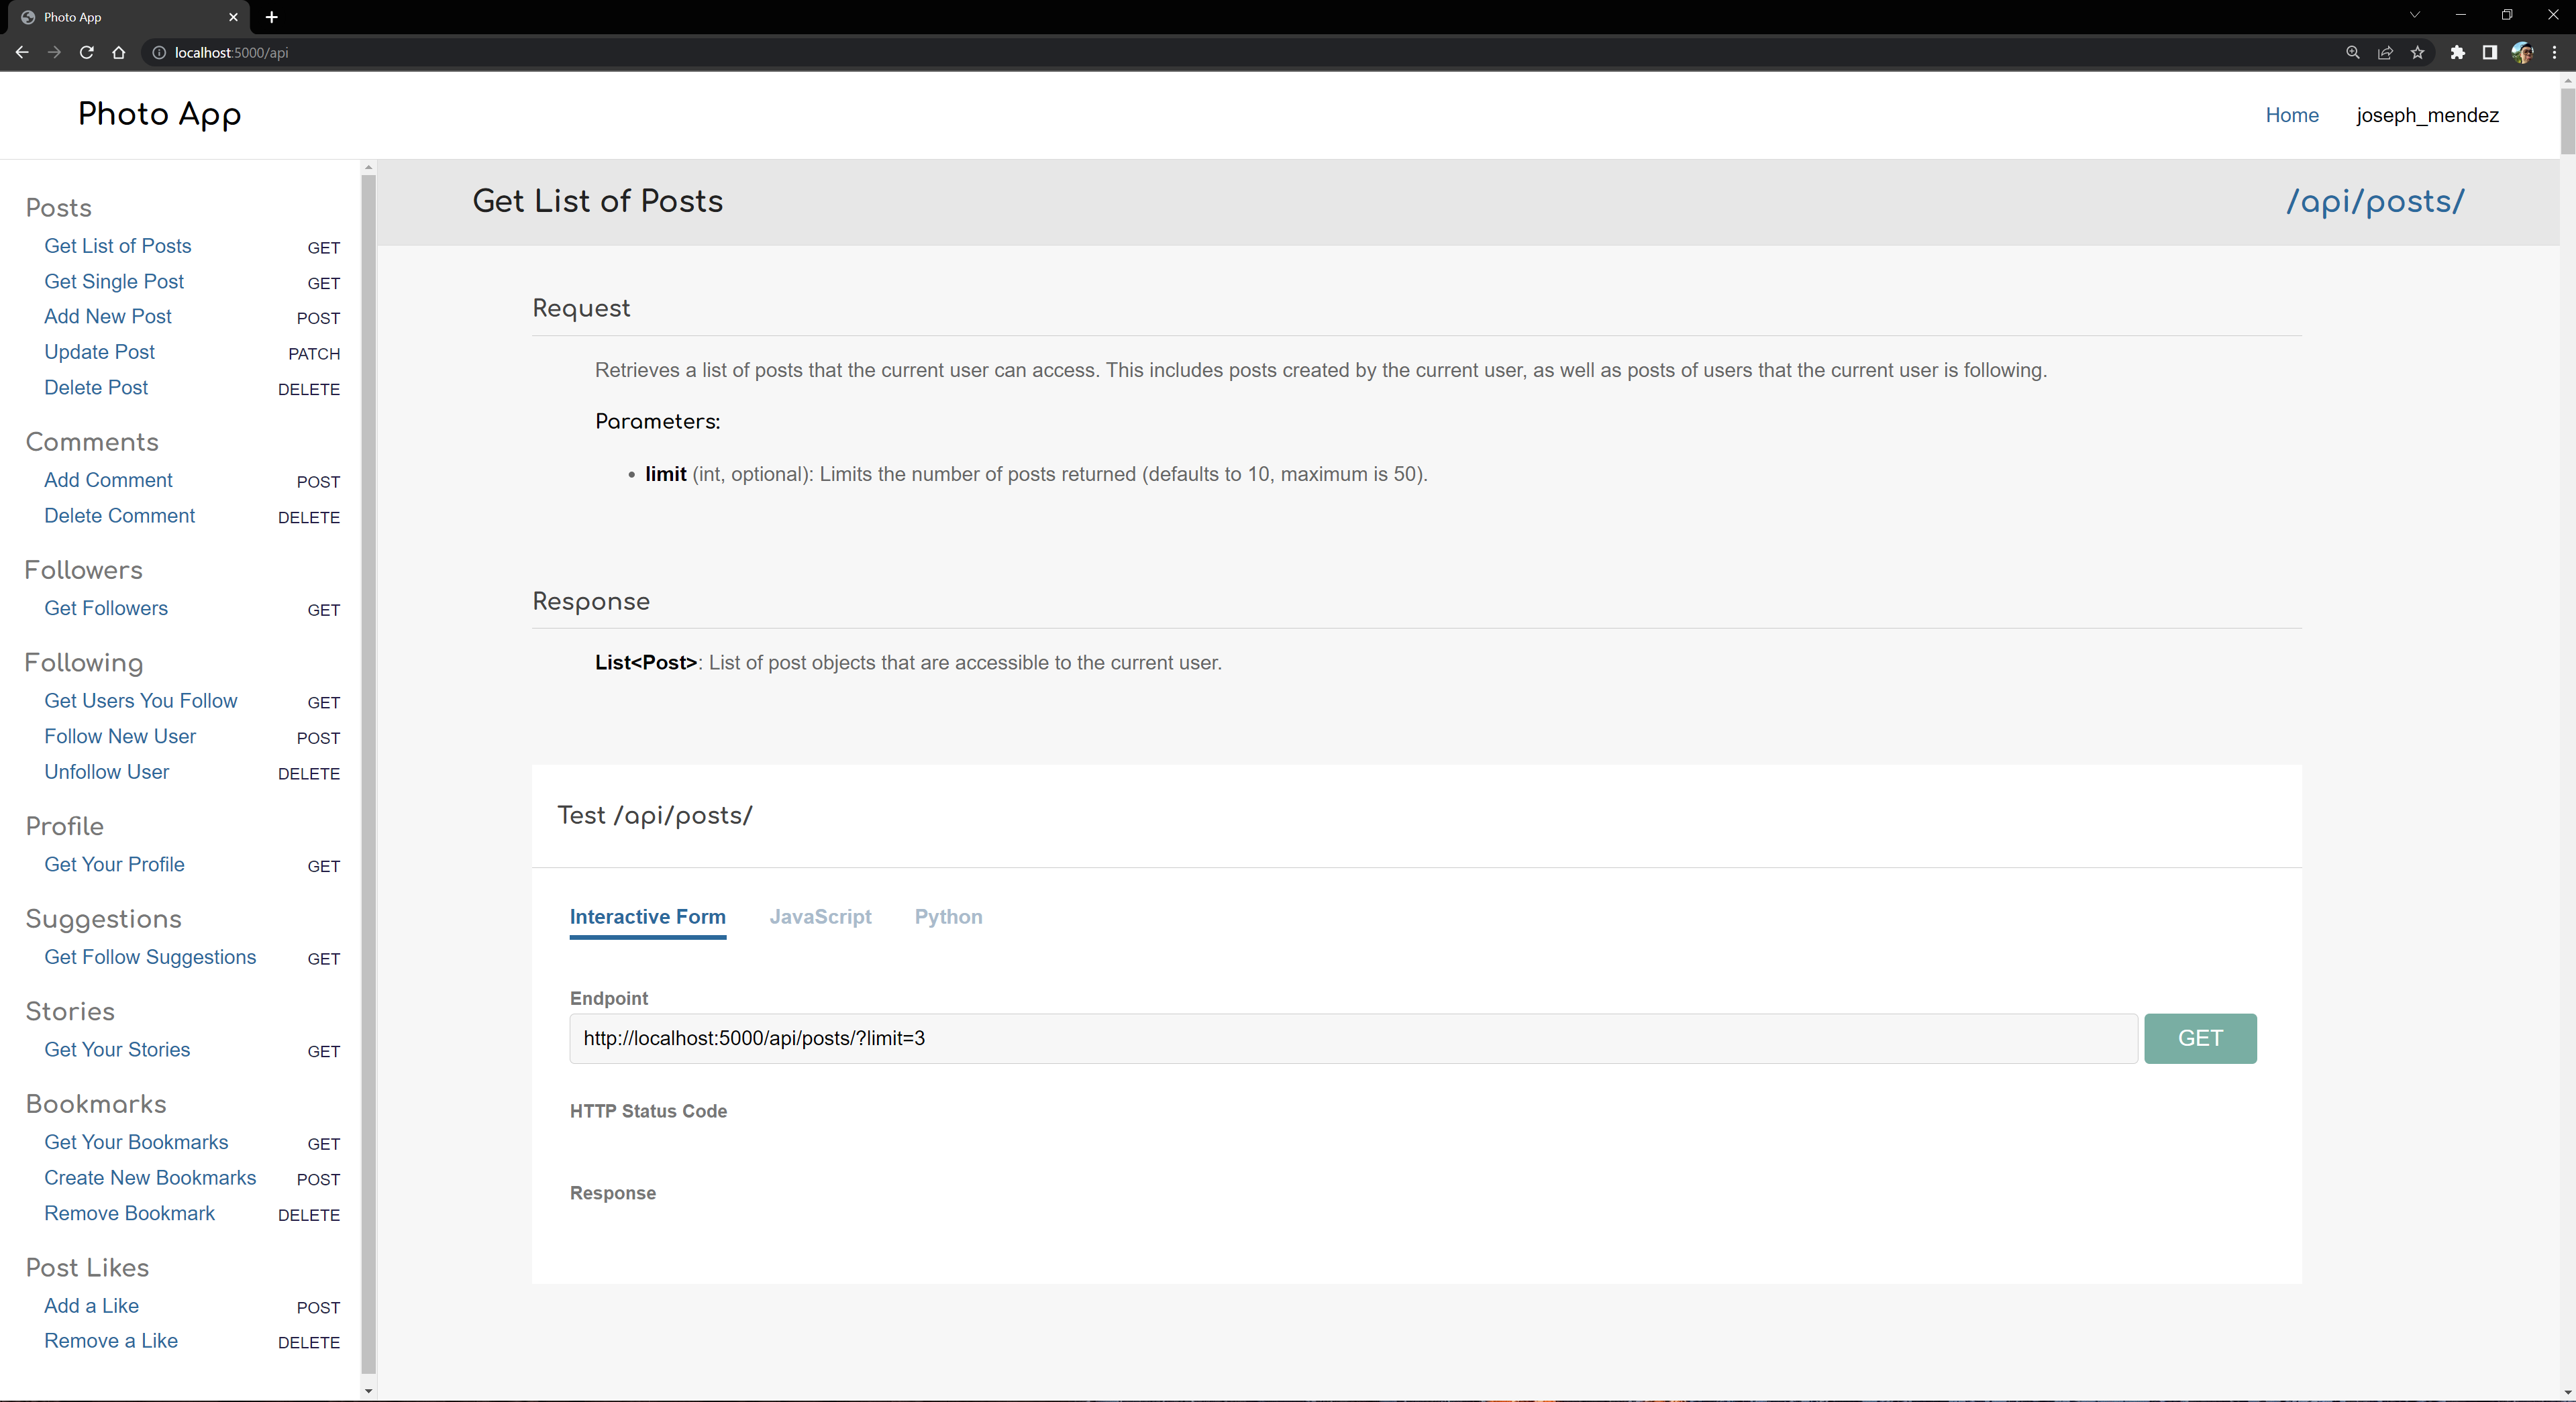 Photo App
localhost:5000/api
Photo App
Home joseph_mendez
Posts
Get List of Posts GET
Get Single Post GET
Add New Post POST
Update Post PATCH
Delete Post DELETE
Comments
Add Comment POST
Delete Comment DELETE
Followers
Get Followers GET
Following
Get Users You Follow GET
Follow New User POST
Unfollow User DELETE
Profile
Get Your Profile GET
Suggestions
Get Follow Suggestions GET
Stories
Get Your Stories GET
Bookmarks
Get Your Bookmarks GET
Create New Bookmarks POST
Remove Bookmark DELETE
Post Likes
Add a Like POST
Remove a Like DELETE
Get List of Posts /api/posts/
Request
Retrieves a list of posts that the current user can access. This includes posts created by the current user, as well as posts of users that the current user is following.
Parameters:
• limit (int, optional): Limits the number of posts returned (defaults to 10, maximum is 50).
Response
List<Post>: List of post objects that are accessible to the current user.
Test /api/posts/
Interactive Form JavaScript Python
Endpoint
http://localhost:5000/api/posts/?limit=3 GET
HTTP Status Code
Response